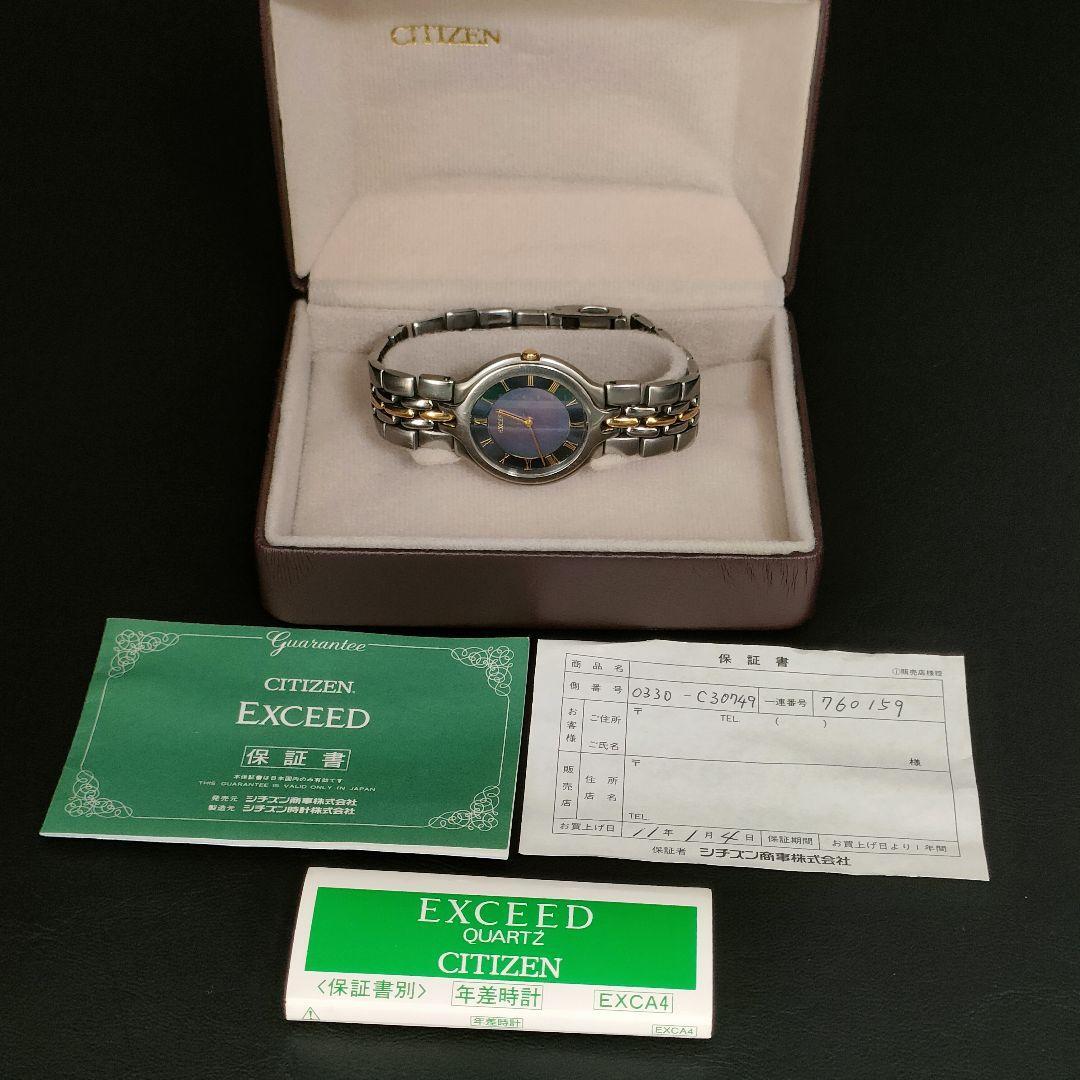 CITIZEN
EXCEED
Guarantee
CITIZEN.
EXCEED
保証書
本保証書は日本国内のみ有効です
THIS GUARANTEE IS VALID ONLY IN JAPAN
発売元 シチズン商事株式会社
製造元 シチズン時計株式会社
保証書
①販売店様控
商品名
側番号 0330-C30749 一連番号 760159
お客様 ご住所 〒 TEL ( )
ご氏名 様
販売店 住所 〒
店名
TEL.
お買上げ日 11年1月4日 保証期間 お買上げ日より1年間
保証者 シチズン商事株式会社
EXCEED
QUARTZ
CITIZEN
〈保証書別〉 年差時計 EXCA4
年差時計 EXCA4